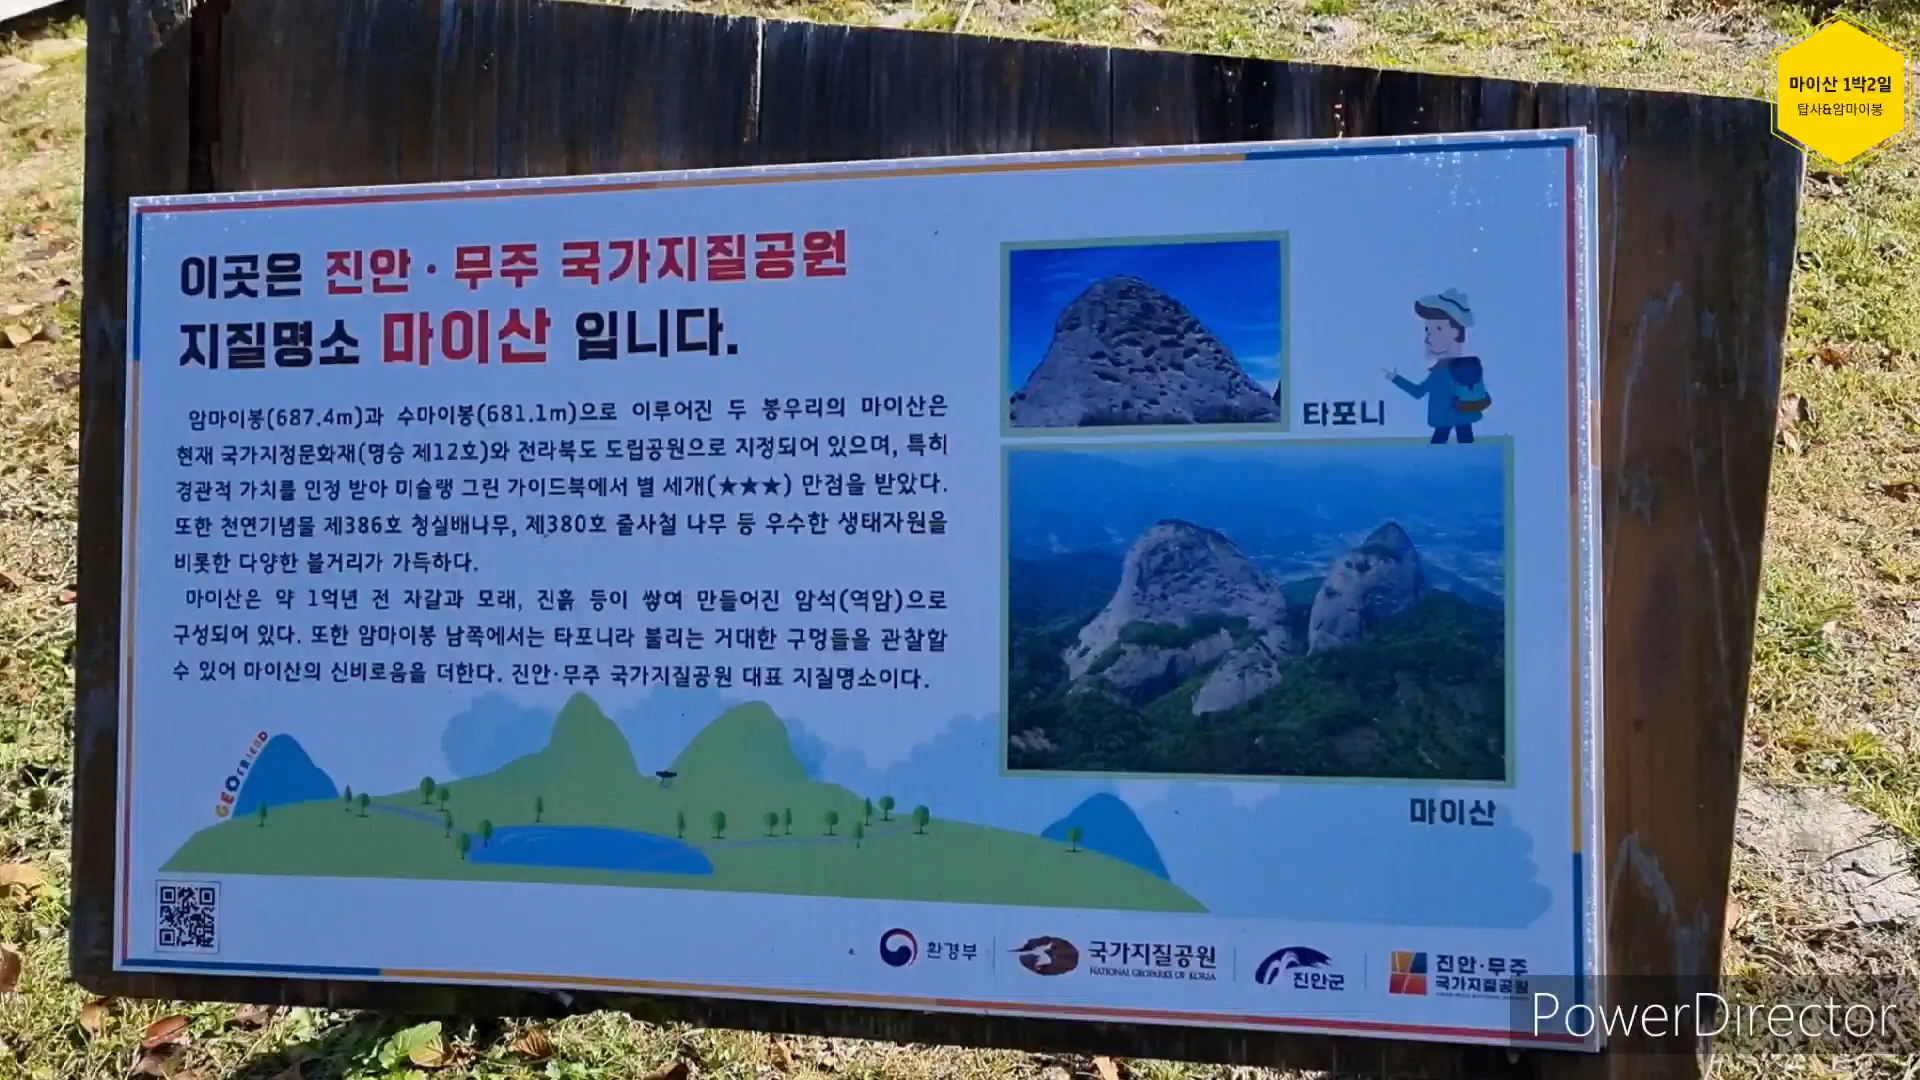 마이산 1박2일
탑사&암마이봉
이곳은 진안·무주 국가지질공원
지질명소 마이산 입니다.
암마이봉(687.4m)과 수마이봉(681.1m)으로 이루어진 두 봉우리의 마이산은
현재 국가지정문화재(명승 제12호)와 전라북도 도립공원으로 지정되어 있으며, 특히
경관적 가치를 인정 받아 미슐랭 그린 가이드북에서 별 세개(★★★) 만점을 받았다.
또한 천연기념물 제386호 청실배나무, 제380호 줄사철 나무 등 우수한 생태자원을
비롯한 다양한 볼거리가 가득하다.
마이산은 약 1억년 전 자갈과 모래, 진흙 등이 쌓여 만들어진 암석(역암)으로
구성되어 있다. 또한 암마이봉 남쪽에서는 타포니라 불리는 거대한 구멍들을 관찰할
수 있어 마이산의 신비로움을 더한다. 진안·무주 국가지질공원 대표 지질명소이다.
타포니
마이산
GEOFRIEND
환경부
국가지질공원
NATIONAL GEOPARKS OF KOREA
진안군
진안·무주
국가지질공원
PowerDirector